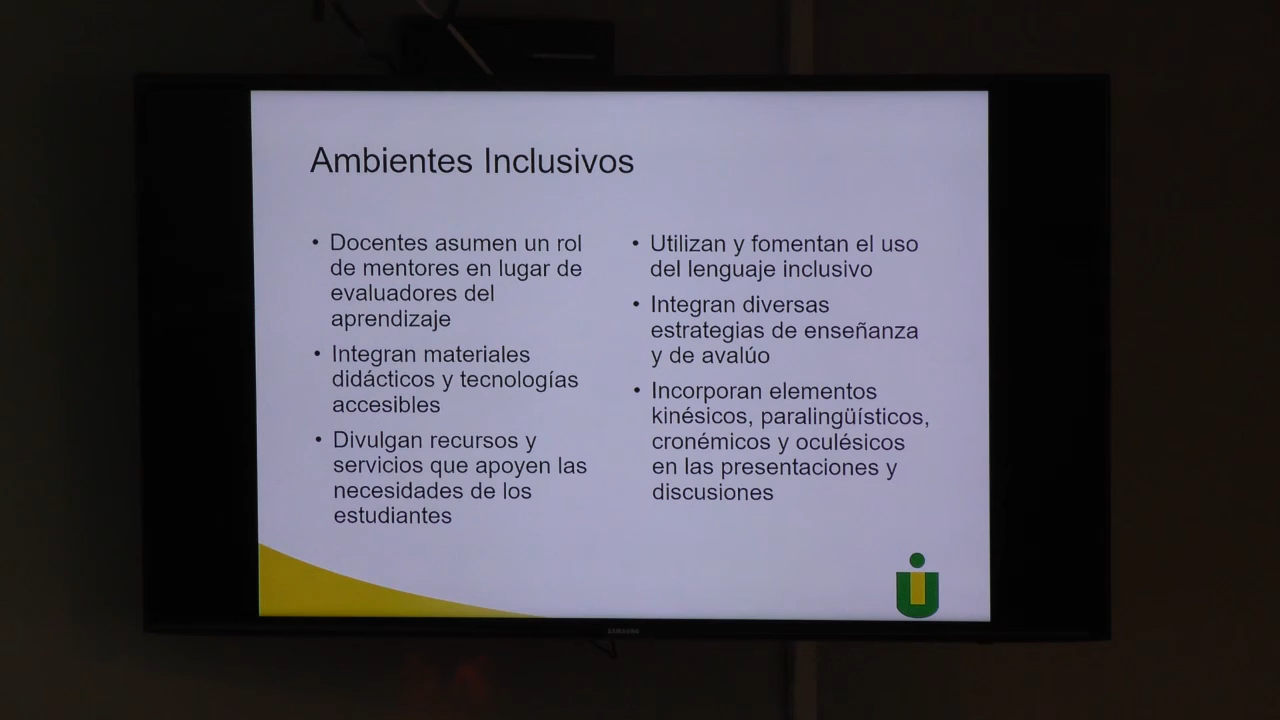 Ambientes Inclusivos
• Docentes asumen un rol
de mentores en lugar de
evaluadores del
aprendizaje
• Integran materiales
didácticos y tecnologías
accesibles
• Divulgan recursos y
servicios que apoyen las
necesidades de los
estudiantes
• Utilizan y fomentan el uso
del lenguaje inclusivo
• Integran diversas
estrategias de enseñanza
y de avalúo
• Incorporan elementos
kinésicos, paralingüísticos,
cronémicos y oculésicos
en las presentaciones y
discusiones
SAMSUNG